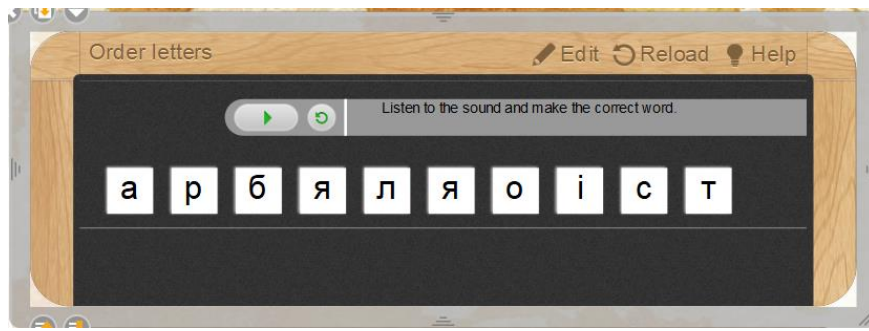 Order letters Edit Reload Help
Listen to the sound and make the correct word.
а р б я л я о і с т